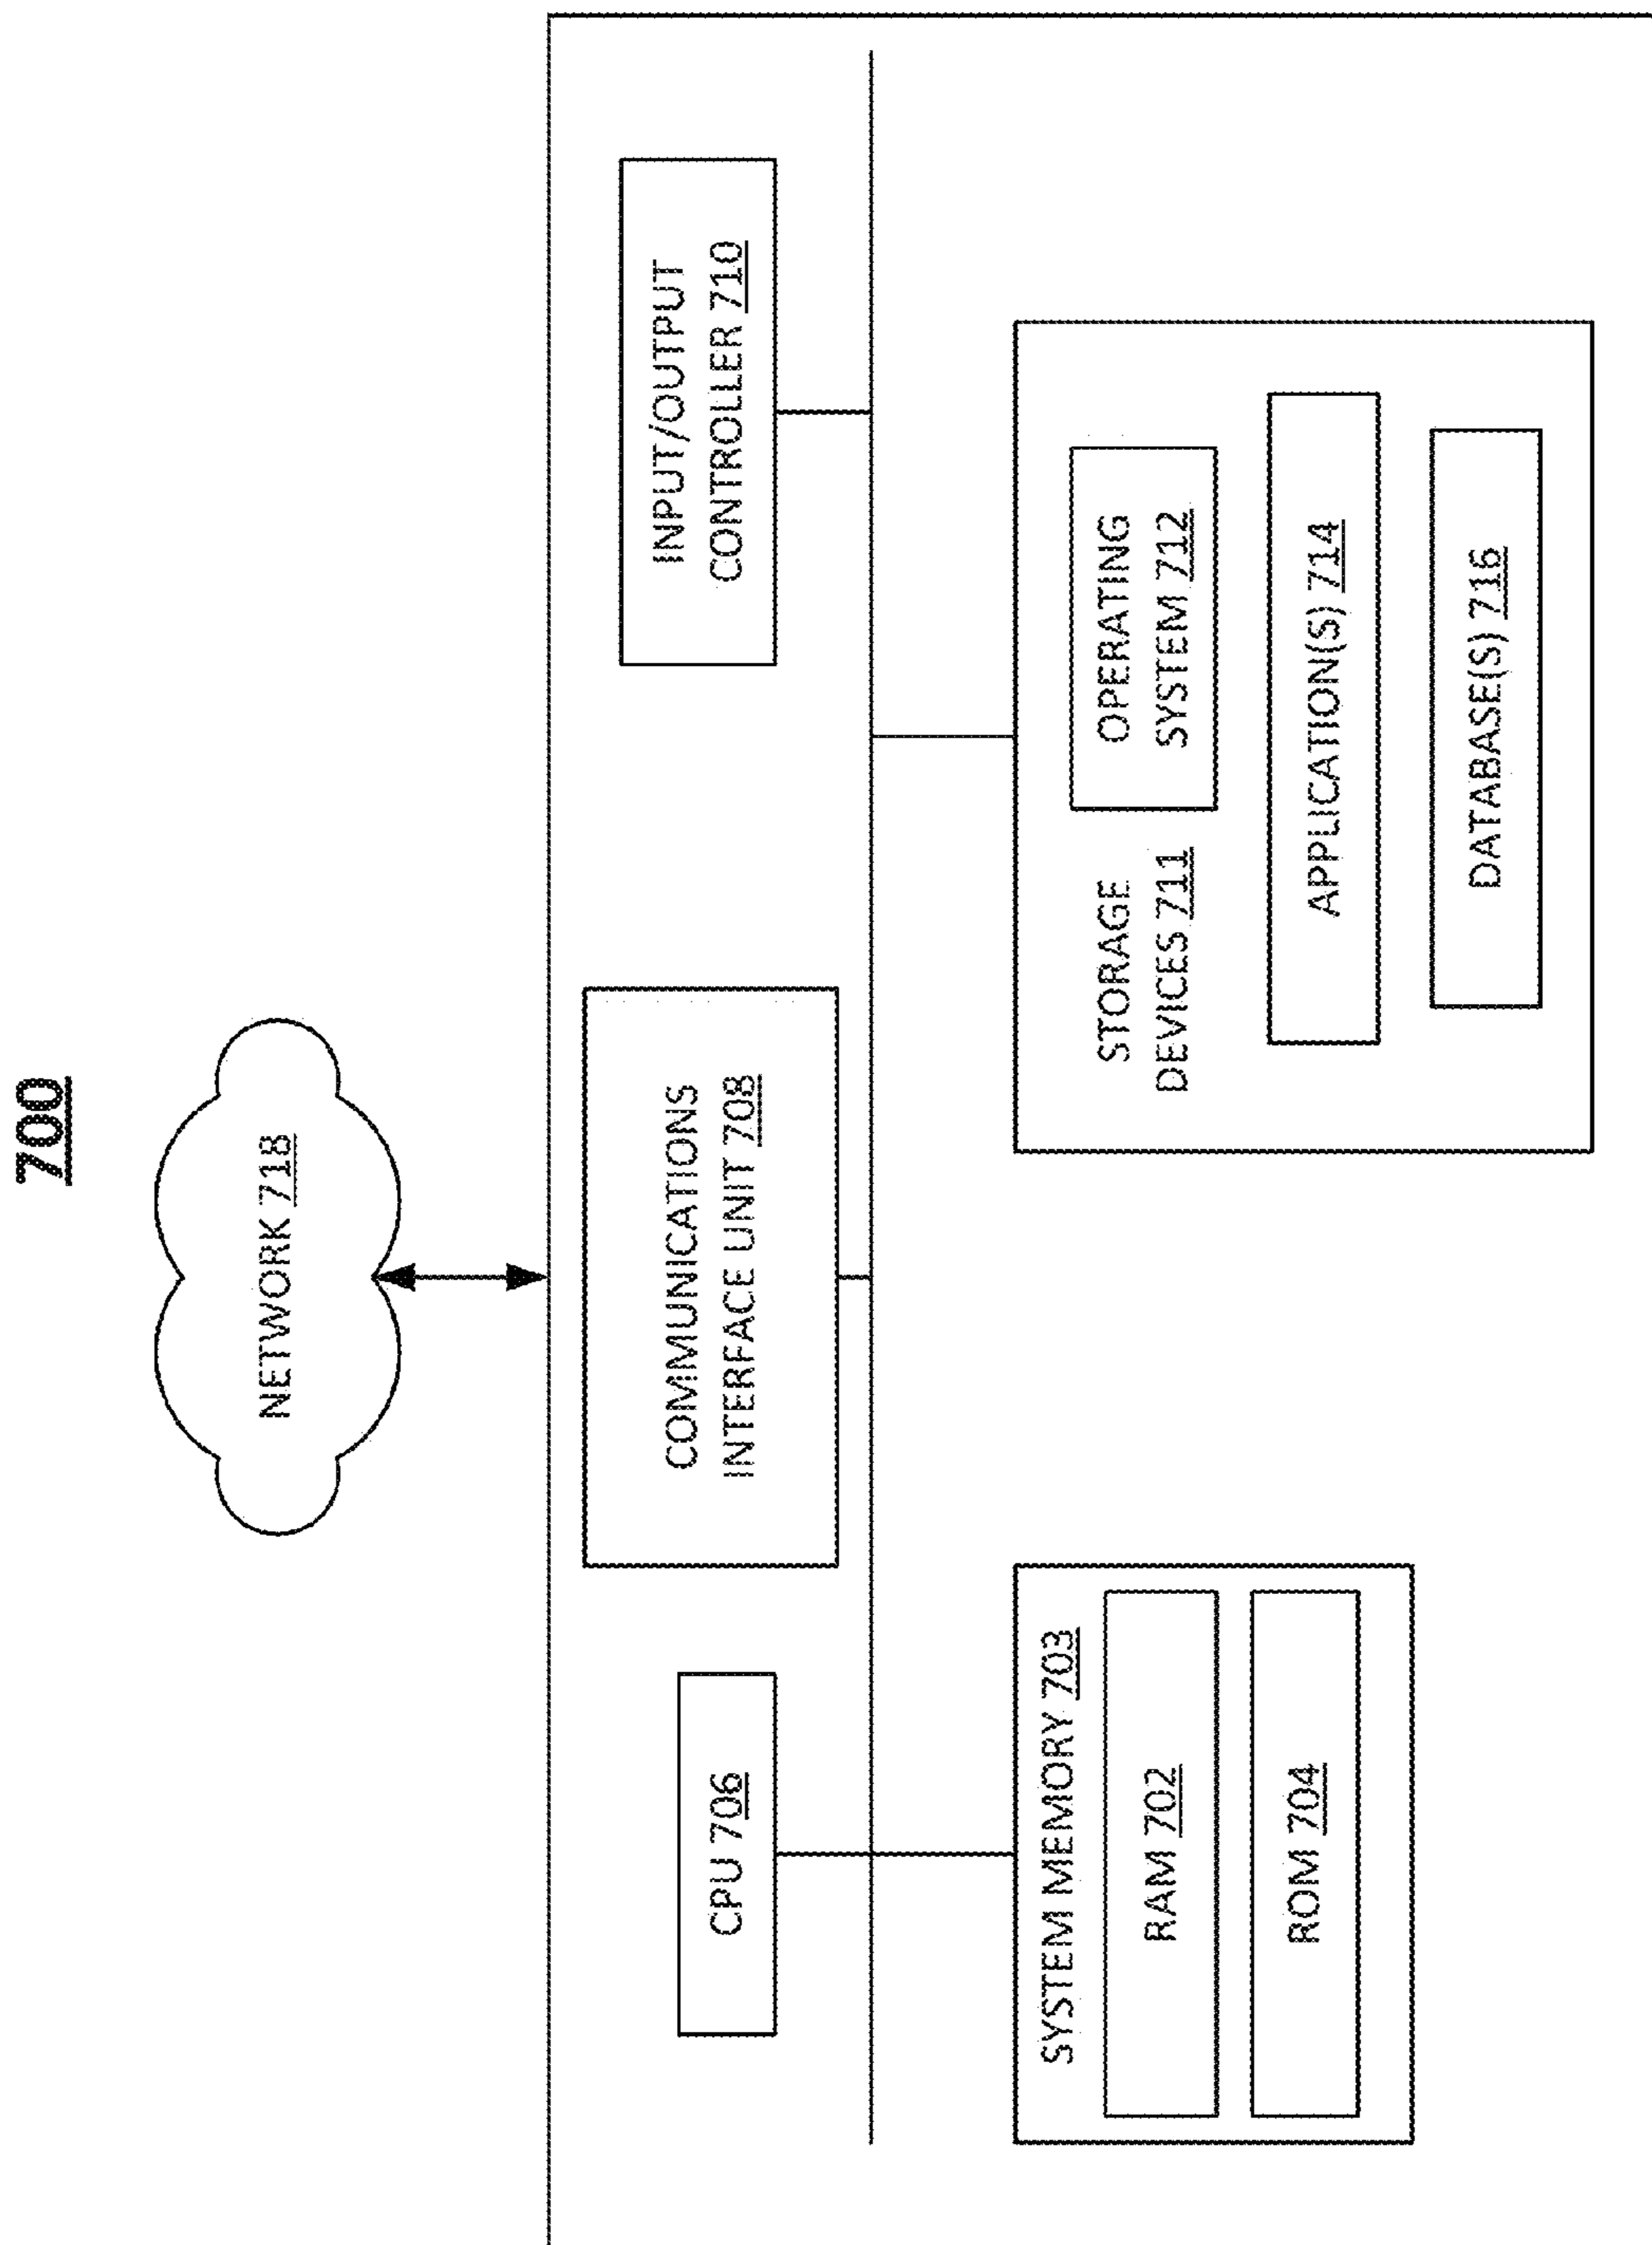 700
NETWORK 718
CPU 706
COMMUNICATIONS
INTERFACE UNIT 708
INPUT/OUTPUT
CONTROLLER 710
SYSTEM MEMORY 703
RAM 702
ROM 704
STORAGE
DEVICES 711
OPERATING
SYSTEM 712
APPLICATION(S) 714
DATABASE(S) 716